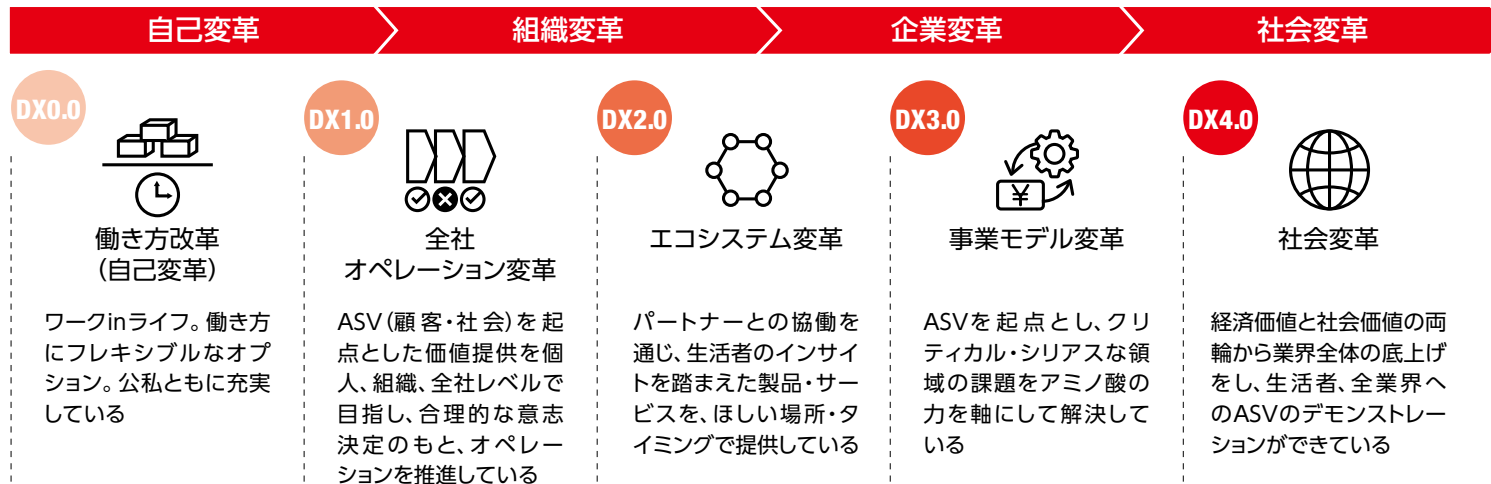 自己変革
組織変革
企業変革
社会変革
DX0.0
働き方改革
(自己変革)
ワークinライフ。働き方
にフレキシブルなオプ
ション。公私ともに充実
している
DX1.0
全社
オペレーション変革
ASV(顧客・社会)を起
点とした価値提供を個
人、組織、全社レベルで
目指し、合理的な意志
決定のもと、オペレー
ションを推進している
DX2.0
エコシステム変革
パートナーとの協働を
通じ、生活者のインサイ
トを踏まえた製品・サー
ビスを、ほしい場所・タ
イミングで提供している
DX3.0
¥
事業モデル変革
ASVを起点とし、クリ
ティカル・シリアスな領
域の課題をアミノ酸の
力を軸にして解決して
いる
DX4.0
社会変革
経済価値と社会価値の両
輪から業界全体の底上げ
をし、生活者、全業界へ
のASVのデモンストレー
ションができている